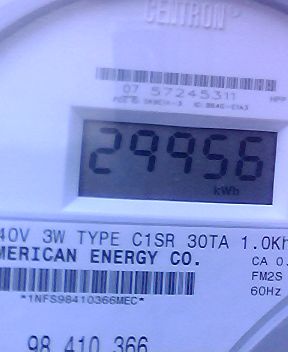 CENTRON®
07 57245311
29956
kWh
40V 3W TYPE C1SR 30TA 1.0Kh
MERICAN ENERGY CO.
CA 0.
FM2S
*1NFS98410366MEC*
60Hz
98 410 366